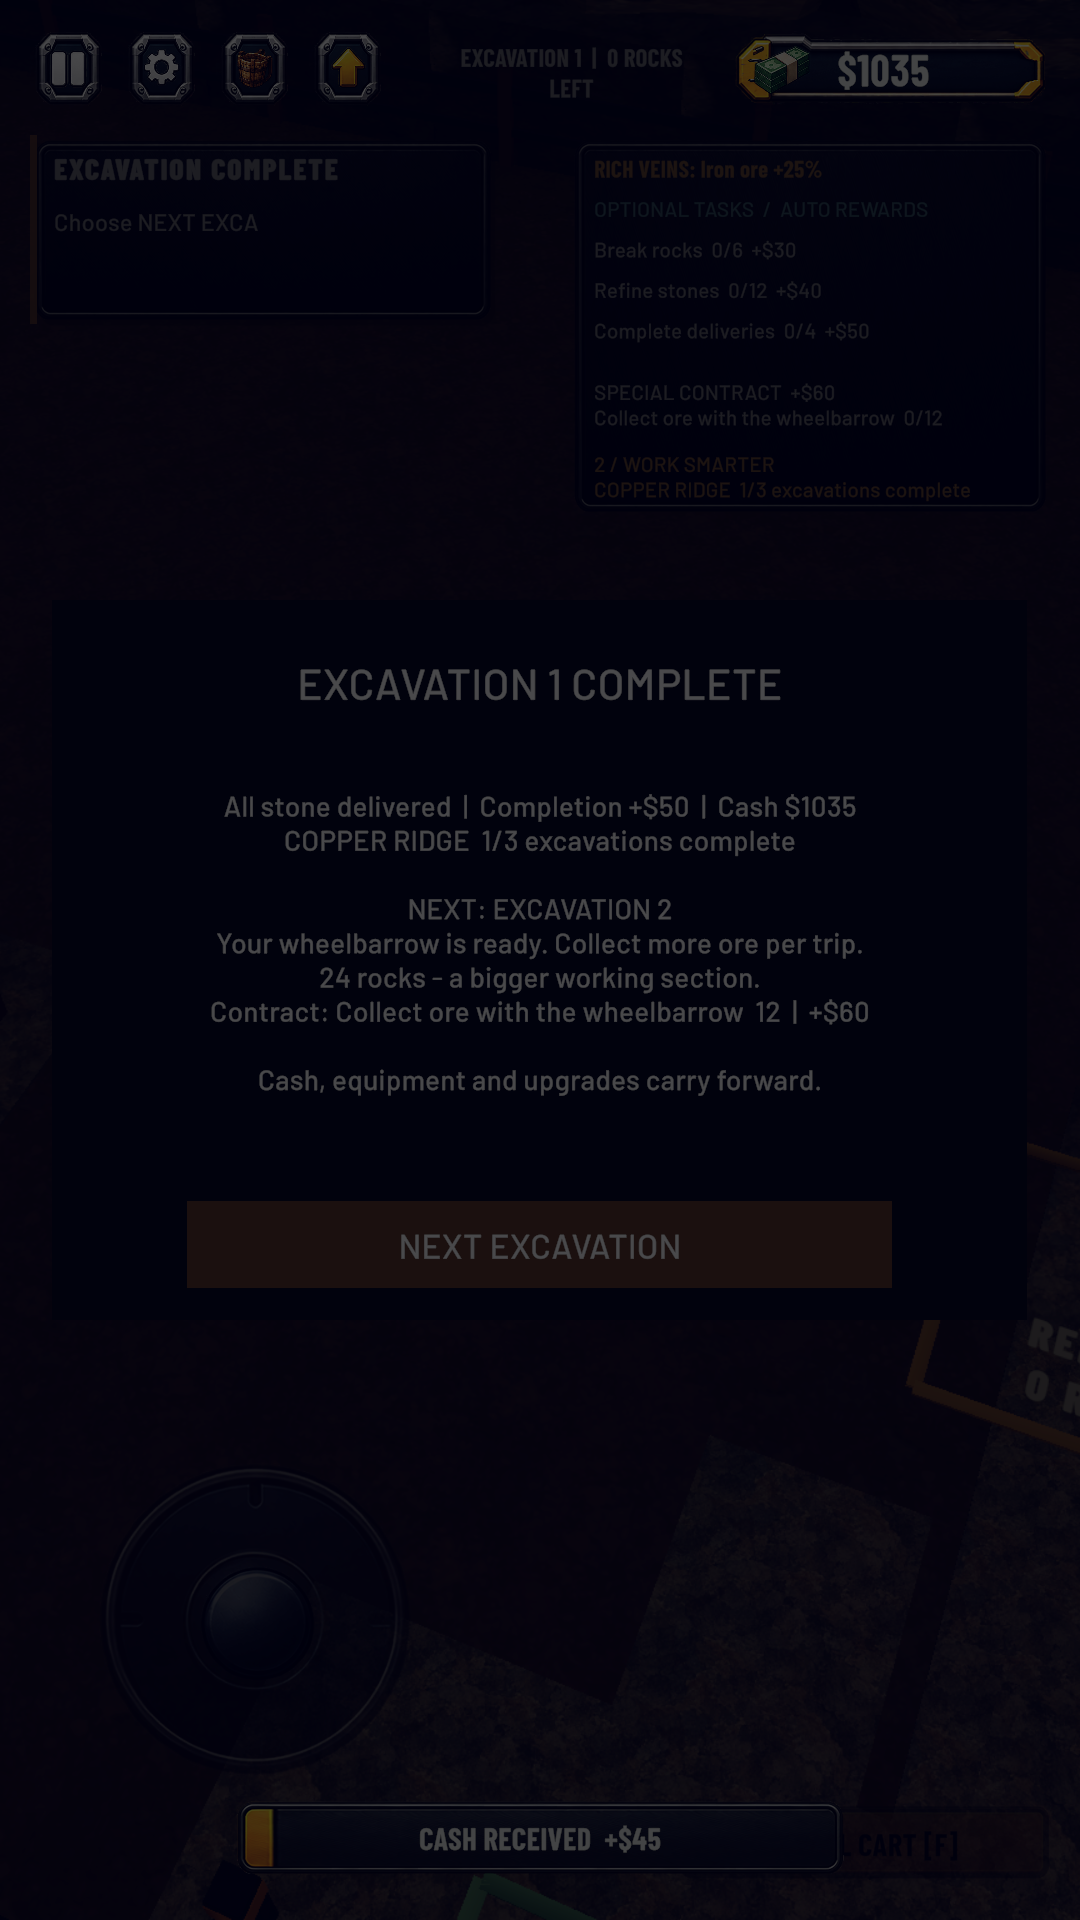 EXCAVATION 1 | 0 ROCKS
LEFT
$1035
EXCAVATION COMPLETE
Choose NEXT EXCA
RICH VEINS: Iron ore +25%
OPTIONAL TASKS / AUTO REWARDS
Break rocks 0/6 +$30
Refine stones 0/12 +$40
Complete deliveries 0/4 +$50
SPECIAL CONTRACT +$60
Collect ore with the wheelbarrow 0/12
2 / WORK SMARTER
COPPER RIDGE 1/3 excavations complete
EXCAVATION 1 COMPLETE
All stone delivered | Completion +$50 | Cash $1035
COPPER RIDGE 1/3 excavations complete
NEXT: EXCAVATION 2
Your wheelbarrow is ready. Collect more ore per trip.
24 rocks - a bigger working section.
Contract: Collect ore with the wheelbarrow 12 | +$60
Cash, equipment and upgrades carry forward.
NEXT EXCAVATION
RE
0 R
CASH RECEIVED +$45
L CART [F]